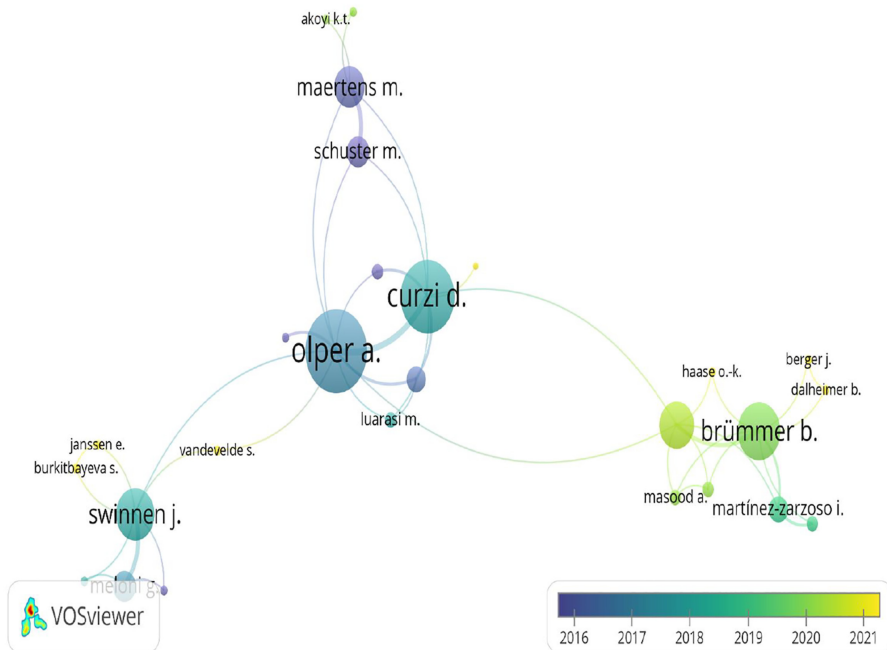 akoyi k.t.
maertens m.
schuster m.
curzi d.
olper a.
luarasi m.
haase o.-k.
berger j.
dalheimer b.
brümmer b.
masood a.
martínez-zarzoso i.
janssen e.
vandevelde s.
burkitbayeva s.
swinnen j.
meloni g.
VOSviewer
2016 2017 2018 2019 2020 2021